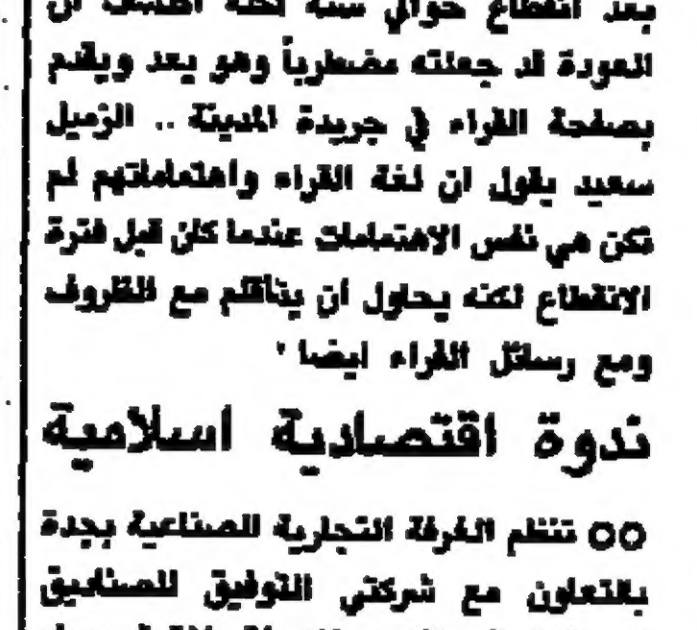 بعد انقطاع حوالي سنة لكنه اكتشف ان
العودة قد جعلته مضطرباً وهو يعد ويقدم
بصفحة القراء في جريدة المدينة .. الزميل
سعيد يقول ان لغة القراء واهتماماتهم لم
تكن هي نفس الاهتمامات عندما كان قبل فترة
الانقطاع لكنه يحاول ان يتأقلم مع الظروف
ومع رسائل القراء ايضا '
ندوة اقتصادية اسلامية
○○ تنظم الغرفة التجارية الصناعية بجدة
بالتعاون مع شركتي التوفيق للصناديق